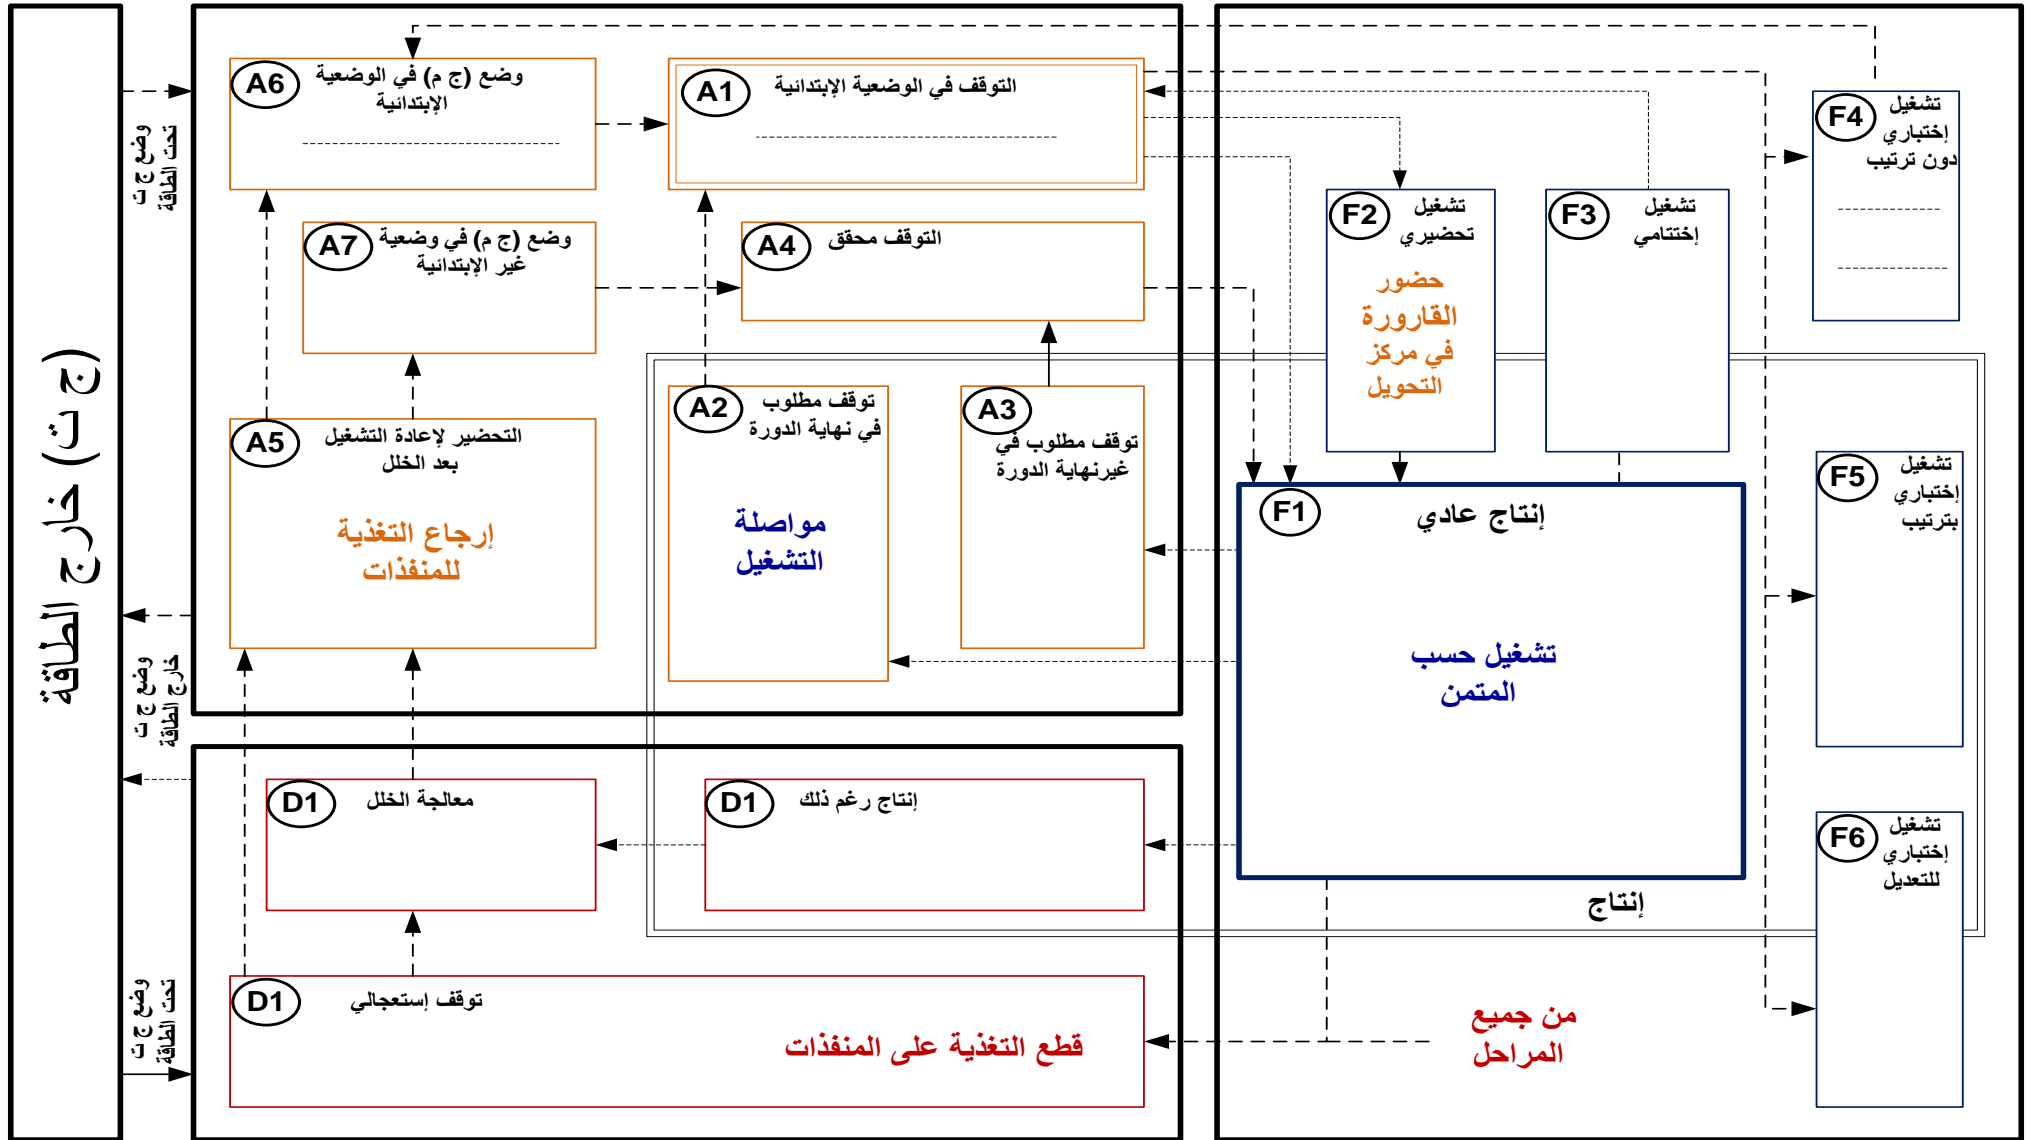 (ج ت) خارج الطاقة
وضع ج ت
تحت الطاقة
وضع ج ت
خارج الطاقة
وضع ج ت
تحت الطاقة
A6
وضع (ج م) في الوضعية
الإبتدائية
A1
التوقف في الوضعية الإبتدائية
A7
وضع (ج م) في وضعية
غير الإبتدائية
A4
التوقف محقق
A5
التحضير لإعادة التشغيل
بعد الخلل
إرجاع التغذية
للمنفذات
A2
توقف مطلوب
في نهاية الدورة
مواصلة
التشغيل
A3
توقف مطلوب في
غيرنهاية الدورة
D1
معالجة الخلل
D1
إنتاج رغم ذلك
D1
توقف إستعجالي
قطع التغذية على المنفذات
F2
تشغيل
تحضيري
حضور
القارورة
في مركز
التحويل
F3
تشغيل
إختتامي
F4
تشغيل
إختباري
دون ترتيب
F1
إنتاج عادي
تشغيل حسب
المتمن
F5
تشغيل
إختباري
بترتيب
F6
تشغيل
إختباري
للتعديل
إنتاج
من جميع
المراحل